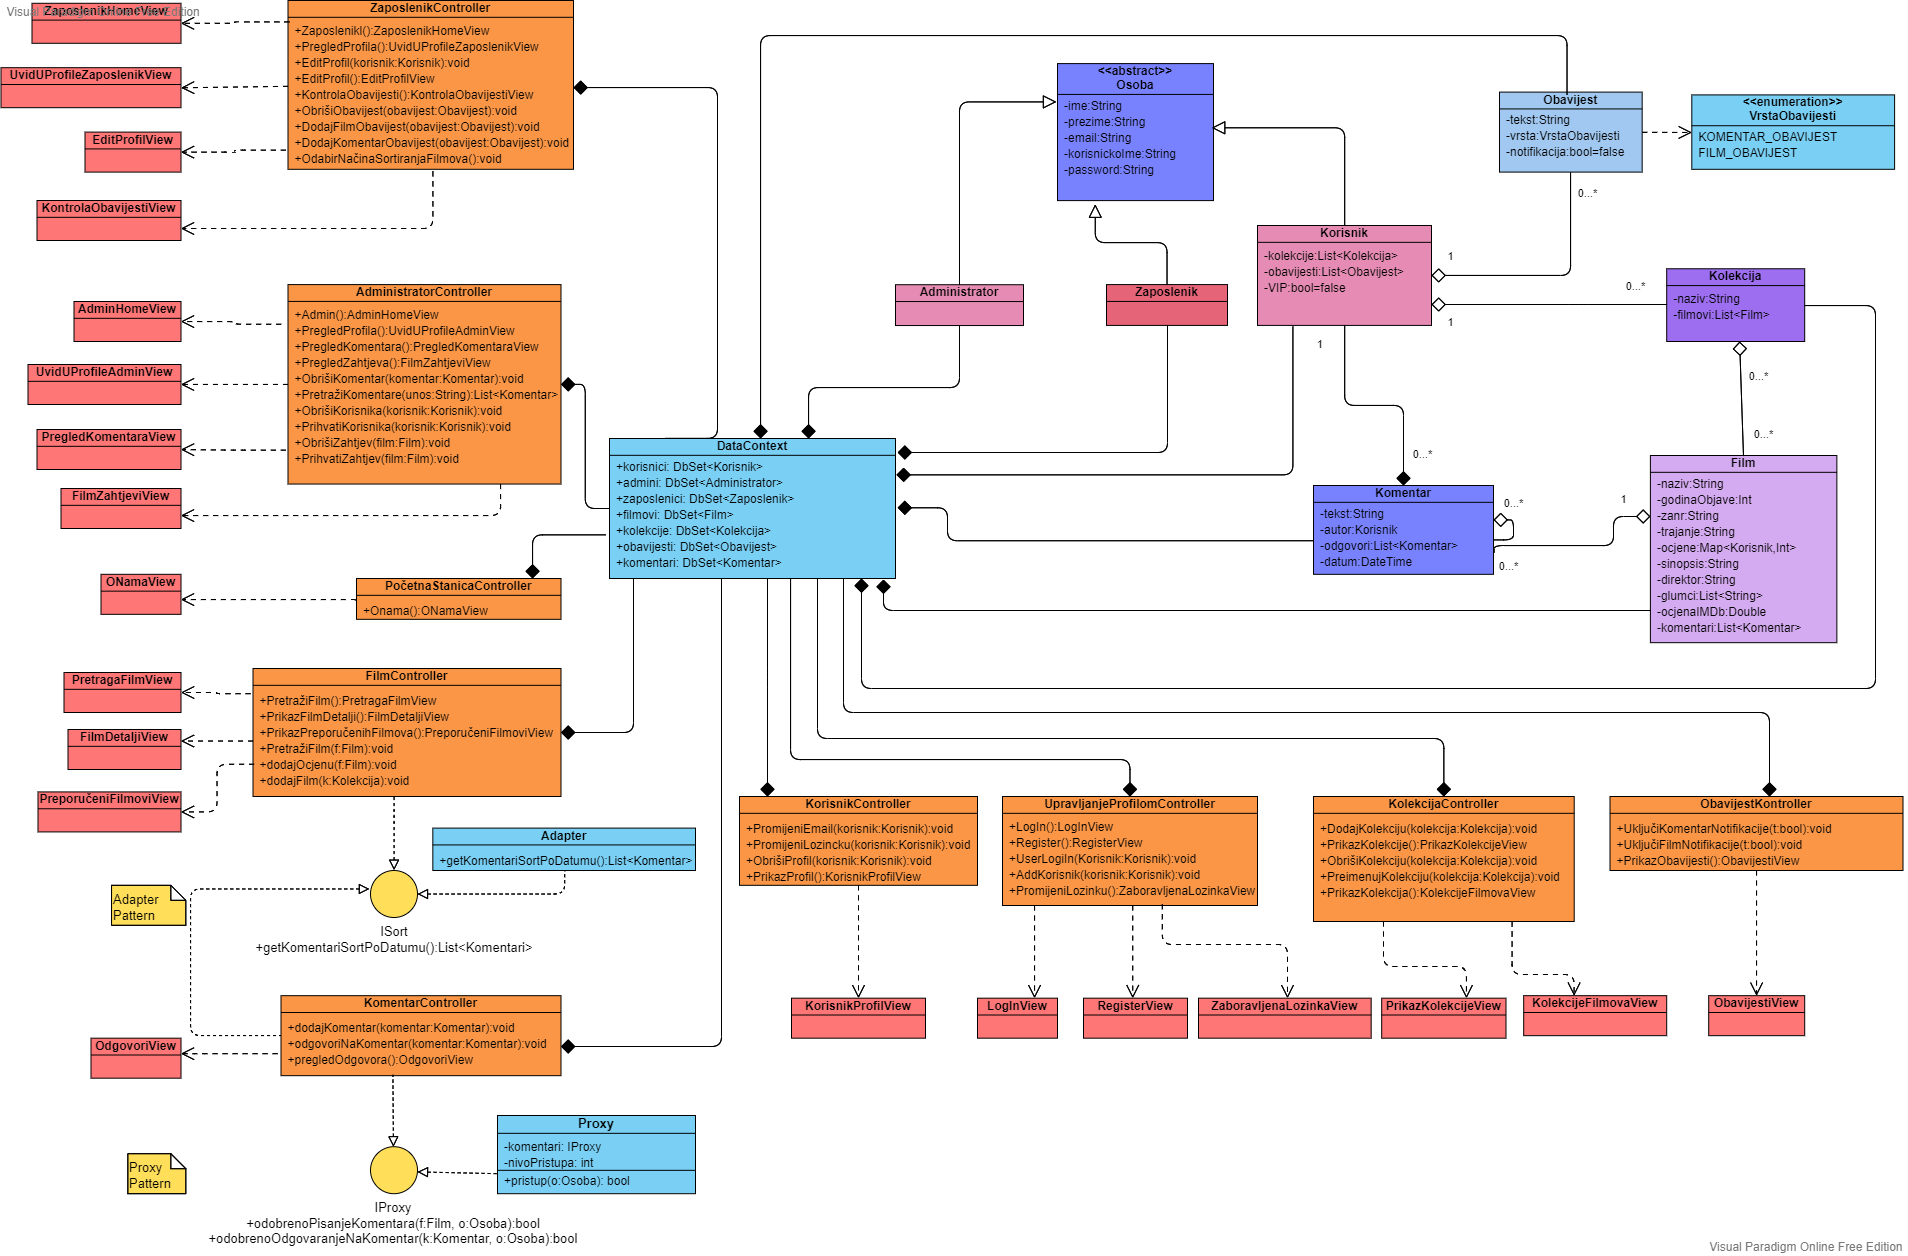 Visual Paradigm Online Free Edition
ZaposlenikHomeView
UvidUProfileZaposlenikView
EditProfilView
KontrolaObavijestiView
ZaposlenikController
+ZaposlenikI():ZaposlenikHomeView
+PregledProfila():UvidUProfileZaposlenikView
+EditProfil(korisnik:Korisnik):void
+EditProfil():EditProfilView
+KontrolaObavijesti():KontrolaObavijestiView
+ObrišiObavijest(obavijest:Obavijest):void
+DodajFilmObavijest(obavijest:Obavijest):void
+DodajKomentarObavijest(obavijest:Obavijest):void
+OdabirNačinaSortiranjaFilmova():void
<<abstract>>
Osoba
-ime:String
-prezime:String
-email:String
-korisnickoIme:String
-password:String
Obavijest
-tekst:String
-vrsta:VrstaObavijesti
-notifikacija:bool=false
<<enumeration>>
VrstaObavijesti
KOMENTAR_OBAVIJEST
FILM_OBAVIJEST
0...*
Korisnik
-kolekcije:List<Kolekcija>
-obavijesti:List<Obavijest>
-VIP:bool=false
1
0...*
1
1
Kolekcija
-naziv:String
-filmovi:List<Film>
0...*
0...*
Administrator
Zaposlenik
AdminHomeView
UvidUProfileAdminView
PregledKomentaraView
FilmZahtjeviView
AdministratorController
+Admin():AdminHomeView
+PregledProfila():UvidUProfileAdminView
+PregledKomentara():PregledKomentaraView
+PregledZahtjeva():FilmZahtjeviView
+ObrišiKomentar(komentar:Komentar):void
+PretražiKomentare(unos:String):List<Komentar>
+ObrišiKorisnika(korisnik:Korisnik):void
+PrihvatiKorisnika(korisnik:Korisnik):void
+ObrišiZahtjev(film:Film):void
+PrihvatiZahtjev(film:Film):void
DataContext
+korisnici: DbSet<Korisnik>
+admini: DbSet<Administrator>
+zaposlenici: DbSet<Zaposlenik>
+filmovi: DbSet<Film>
+kolekcije: DbSet<Kolekcija>
+obavijesti: DbSet<Obavijest>
+komentari: DbSet<Komentar>
0...*
Komentar
-tekst:String
-autor:Korisnik
-odgovori:List<Komentar>
-datum:DateTime
0...*
0...*
1
Film
-naziv:String
-godinaObjave:Int
-zanr:String
-trajanje:String
-ocjene:Map<Korisnik,Int>
-sinopsis:String
-direktor:String
-glumci:List<String>
-ocjenaIMDb:Double
-komentari:List<Komentar>
ONamaView
PočetnaStanicaController
+Onama():ONamaView
PretragaFilmView
FilmDetaljiView
PreporučeniFilmoviView
FilmController
+PretražiFilm():PretragaFilmView
+PrikazFilmDetalji():FilmDetaljiView
+PrikazPreporučenihFilmova():PreporučeniFilmoviView
+PretražiFilm(f:Film):void
+dodajOcjenu(f:Film):void
+dodajFilm(k:Kolekcija):void
Adapter
+getKomentariSortPoDatumu():List<Komentar>
Adapter
Pattern
ISort
+getKomentariSortPoDatumu():List<Komentari>
KorisnikController
+PromijeniEmail(korisnik:Korisnik):void
+PromijeniLozincku(korisnik:Korisnik):void
+ObrišiProfil(korisnik:Korisnik):void
+PrikazProfil():KorisnikProfilView
UpravljanjeProfilomController
+LogIn():LogInView
+Register():RegisterView
+UserLogIin(Korisnik:Korisnik):void
+AddKorisnik(korisnik:Korisnik):void
+PromijeniLozinku():ZaboravljenaLozinkaView
KolekcijaController
+DodajKolekciju(kolekcija:Kolekcija):void
+PrikazKolekcije():PrikazKolekcijeView
+ObrišiKolekciju(kolekcija:Kolekcija):void
+PreimenujKolekciju(kolekcija:Kolekcija):void
+PrikazKolekcija():KolekcijeFilmovaView
ObavijestKontroller
+UključiKomentarNotifikacije(t:bool):void
+UključiFilmNotifikacije(t:bool):void
+PrikazObavijesti():ObavijestiView
KorisnikProfilView
LogInView
RegisterView
ZaboravljenaLozinkaView
PrikazKolekcijeView
KolekcijeFilmovaView
ObavijestiView
OdgovoriView
KomentarController
+dodajKomentar(komentar:Komentar):void
+odgovoriNaKomentar(komentar:Komentar):void
+pregledOdgovora():OdgovoriView
Proxy
-komentari: IProxy
-nivoPristupa: int
+pristup(o:Osoba): bool
Proxy
Pattern
IProxy
+odobrenoPisanjeKomentara(f:Film, o:Osoba):bool
+odobrenoOdgovaranjeNaKomentar(k:Komentar, o:Osoba):bool
Visual Paradigm Online Free Edition